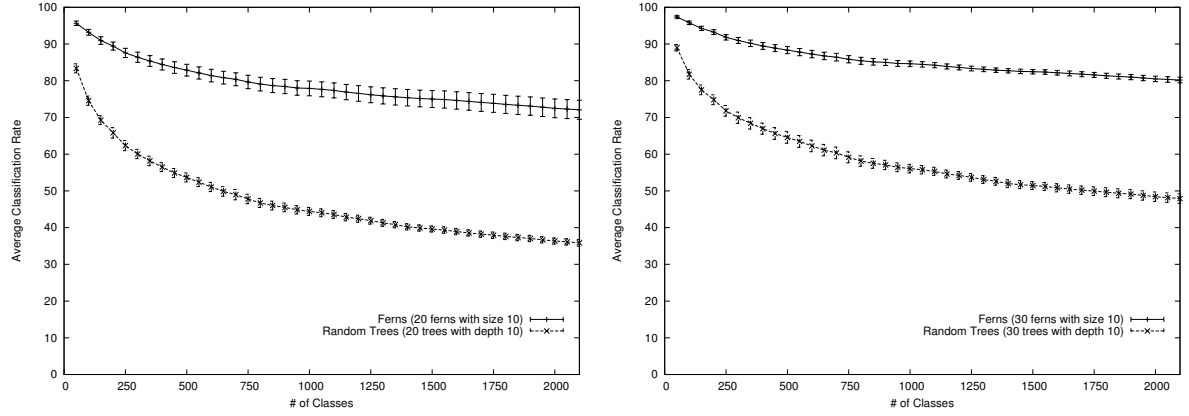 100
90
80
70
60
50
40
30
20
10
0
Average Classification Rate
Ferns (20 ferns with size 10)
Random Trees (20 trees with depth 10)
0 250 500 750 1000 1250 1500 1750 2000
# of Classes
100
90
80
70
60
50
40
30
20
10
0
Average Classification Rate
Ferns (30 ferns with size 10)
Random Trees (30 trees with depth 10)
0 250 500 750 1000 1250 1500 1750 2000
# of Classes